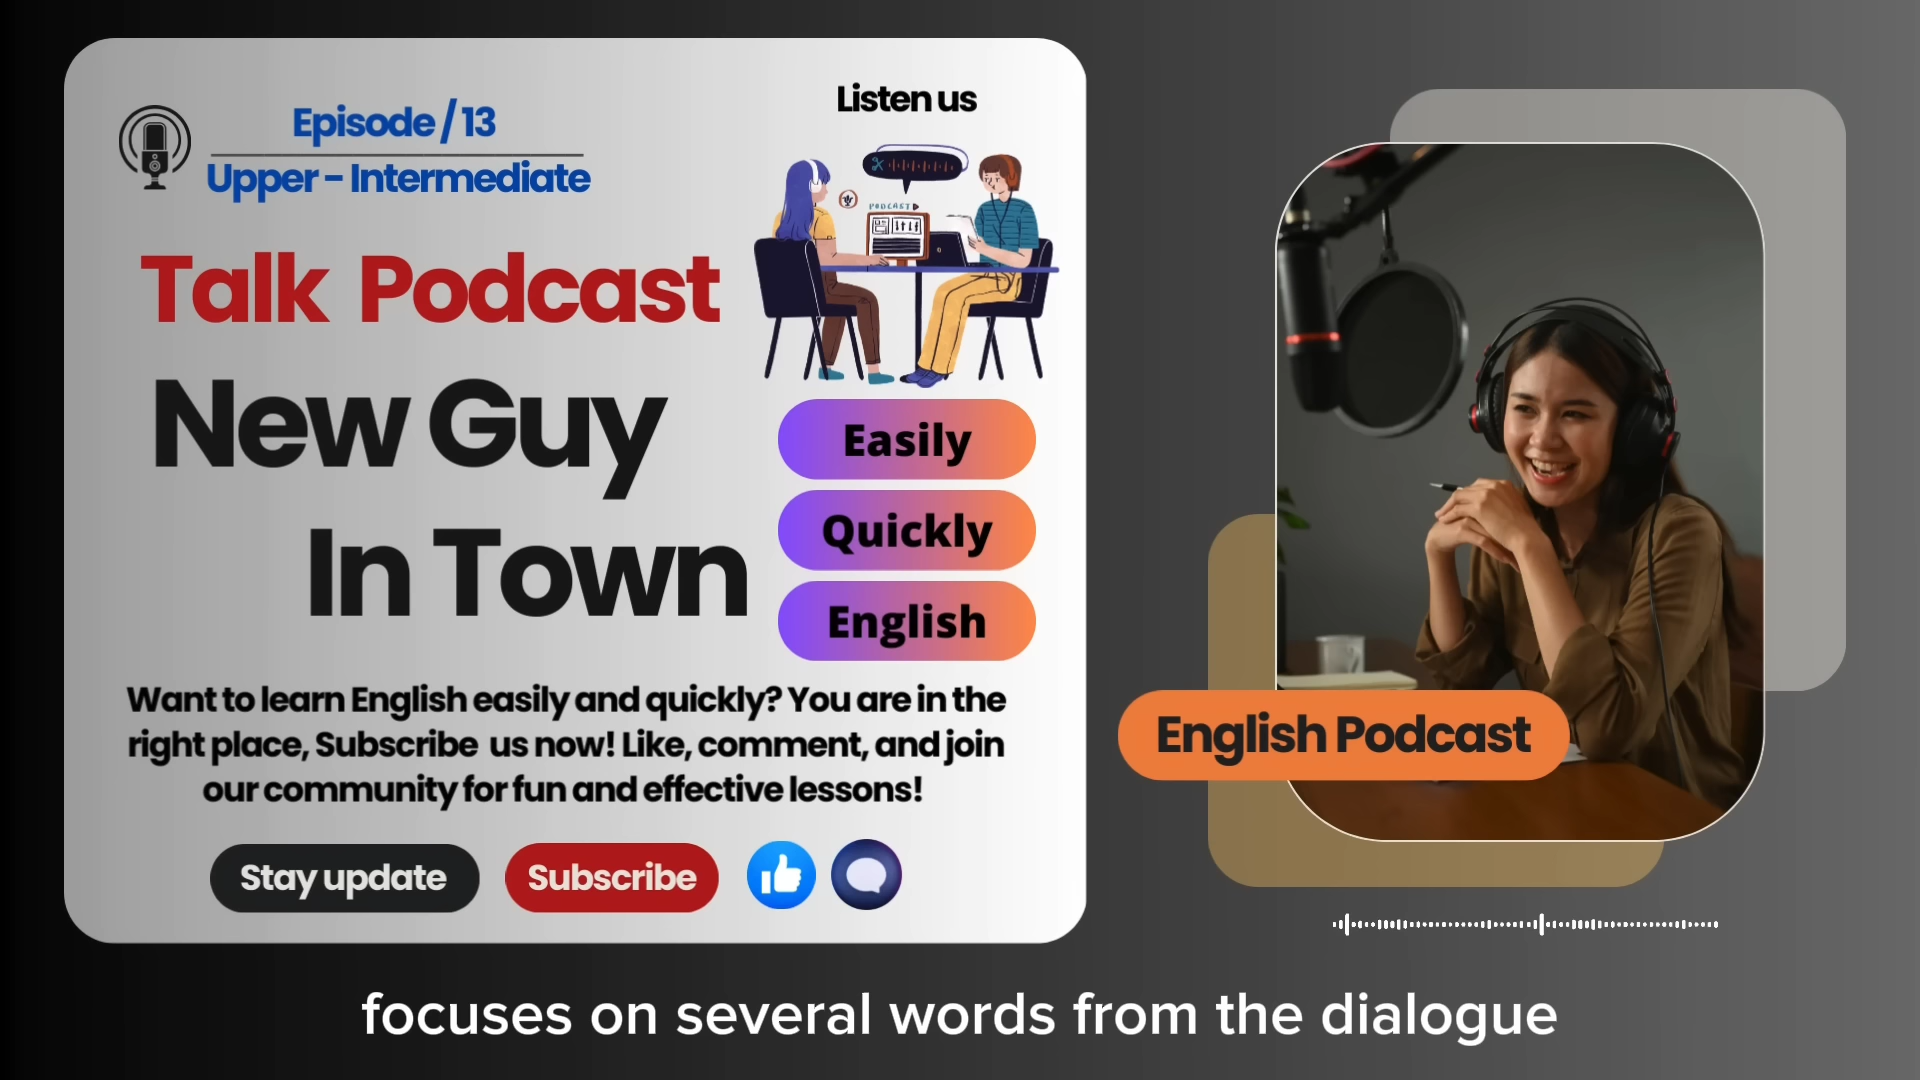 Episode / 13
Upper - Intermediate
Talk Podcast
New Guy
In Town
Listen us
PODCAST
Easily
Quickly
English
Want to learn English easily and quickly? You are in the
right place, Subscribe us now! Like, comment, and join
our community for fun and effective lessons!
Stay update
Subscribe
English Podcast
focuses on several words from the dialogue